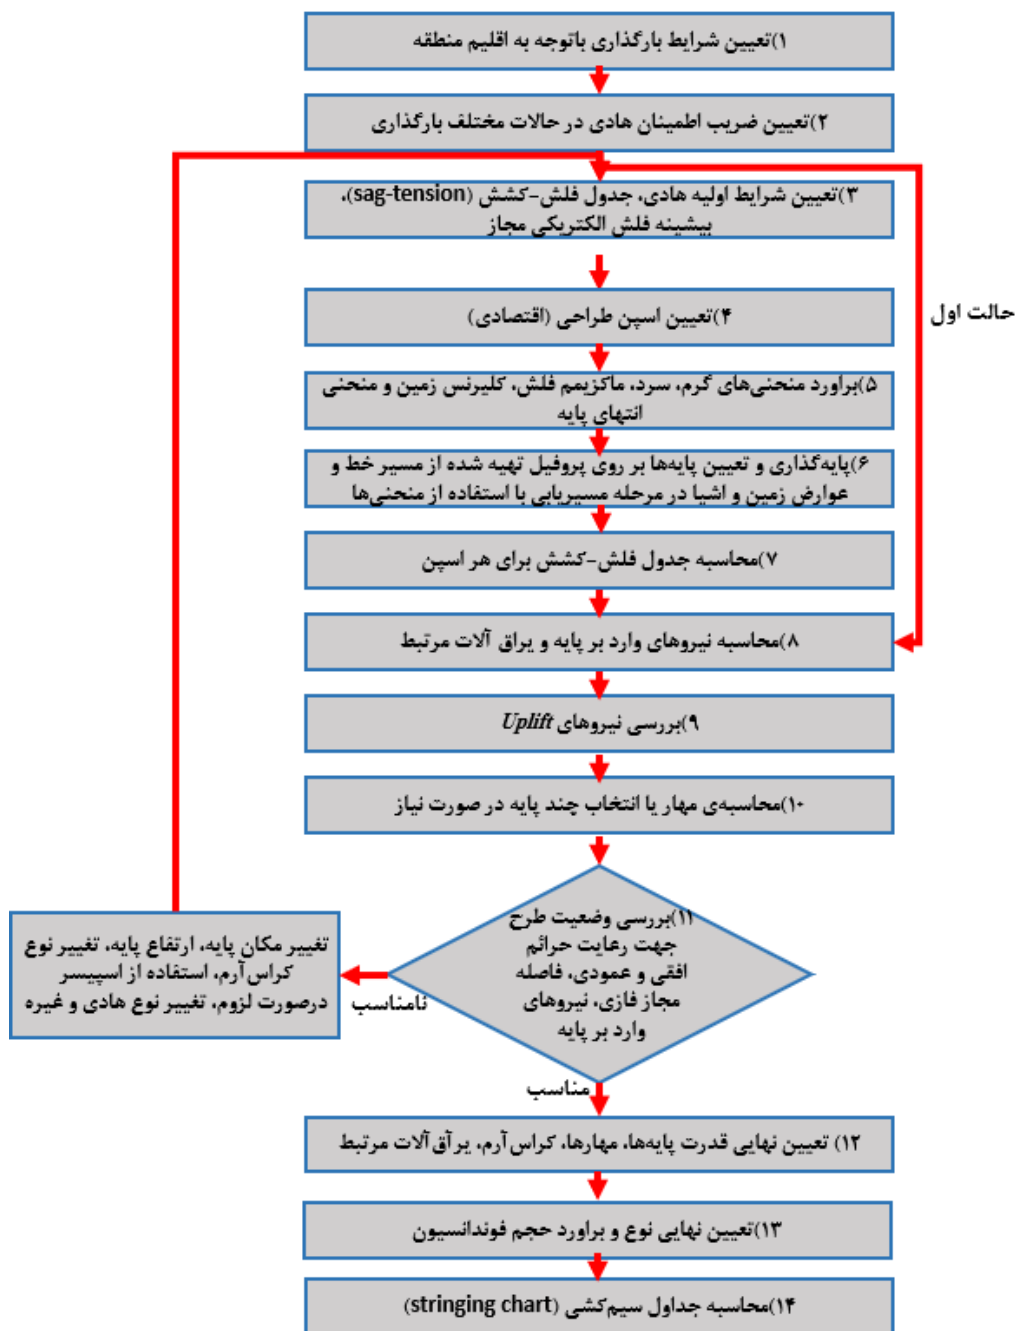 ۱)تعیین شرایط بارگذاری باتوجه به اقلیم منطقه
۲)تعیین ضریب اطمینان هادی در حالات مختلف بارگذاری
۳)تعیین شرایط اولیه هادی، جدول فلش-کشش (sag-tension)،
بیشینه فلش الکتریکی مجاز
حالت اول
۴)تعیین اسپن طراحی (اقتصادی)
۵)براورد منحنی‌های گرم، سرد، ماکزیمم فلش، کلیرنس زمین و منحنی
انتهای پایه
۶)پایه‌گذاری و تعیین پایه‌ها بر روی پروفیل تهیه شده از مسیر خط و
عوارض زمین و اشیا در مرحله مسیریابی با استفاده از منحنی‌ها
۷)محاسبه جدول فلش-کشش برای هر اسپن
۸)محاسبه نیروهای وارد بر پایه و یراق آلات مرتبط
۹)بررسی نیروهای Uplift
۱۰)محاسبه‌ی مهار یا انتخاب چند پایه در صورت نیاز
۱۱)بررسی وضعیت طرح
جهت رعایت حرائم
افقی و عمودی، فاصله
مجاز فازی، نیروهای
وارد بر پایه
نامناسب
تغییر مکان پایه، ارتفاع پایه، تغییر نوع
کراس‌آرم، استفاده از اسپیسر
درصورت لزوم، تغییر نوع هادی و غیره
مناسب
۱۲) تعیین نهایی قدرت پایه‌ها، مهارها، کراس‌آرم، یرآق‌آلات مرتبط
۱۳)تعیین نهایی نوع و براورد حجم فوندانسیون
۱۴)محاسبه جداول سیم‌کشی (stringing chart)